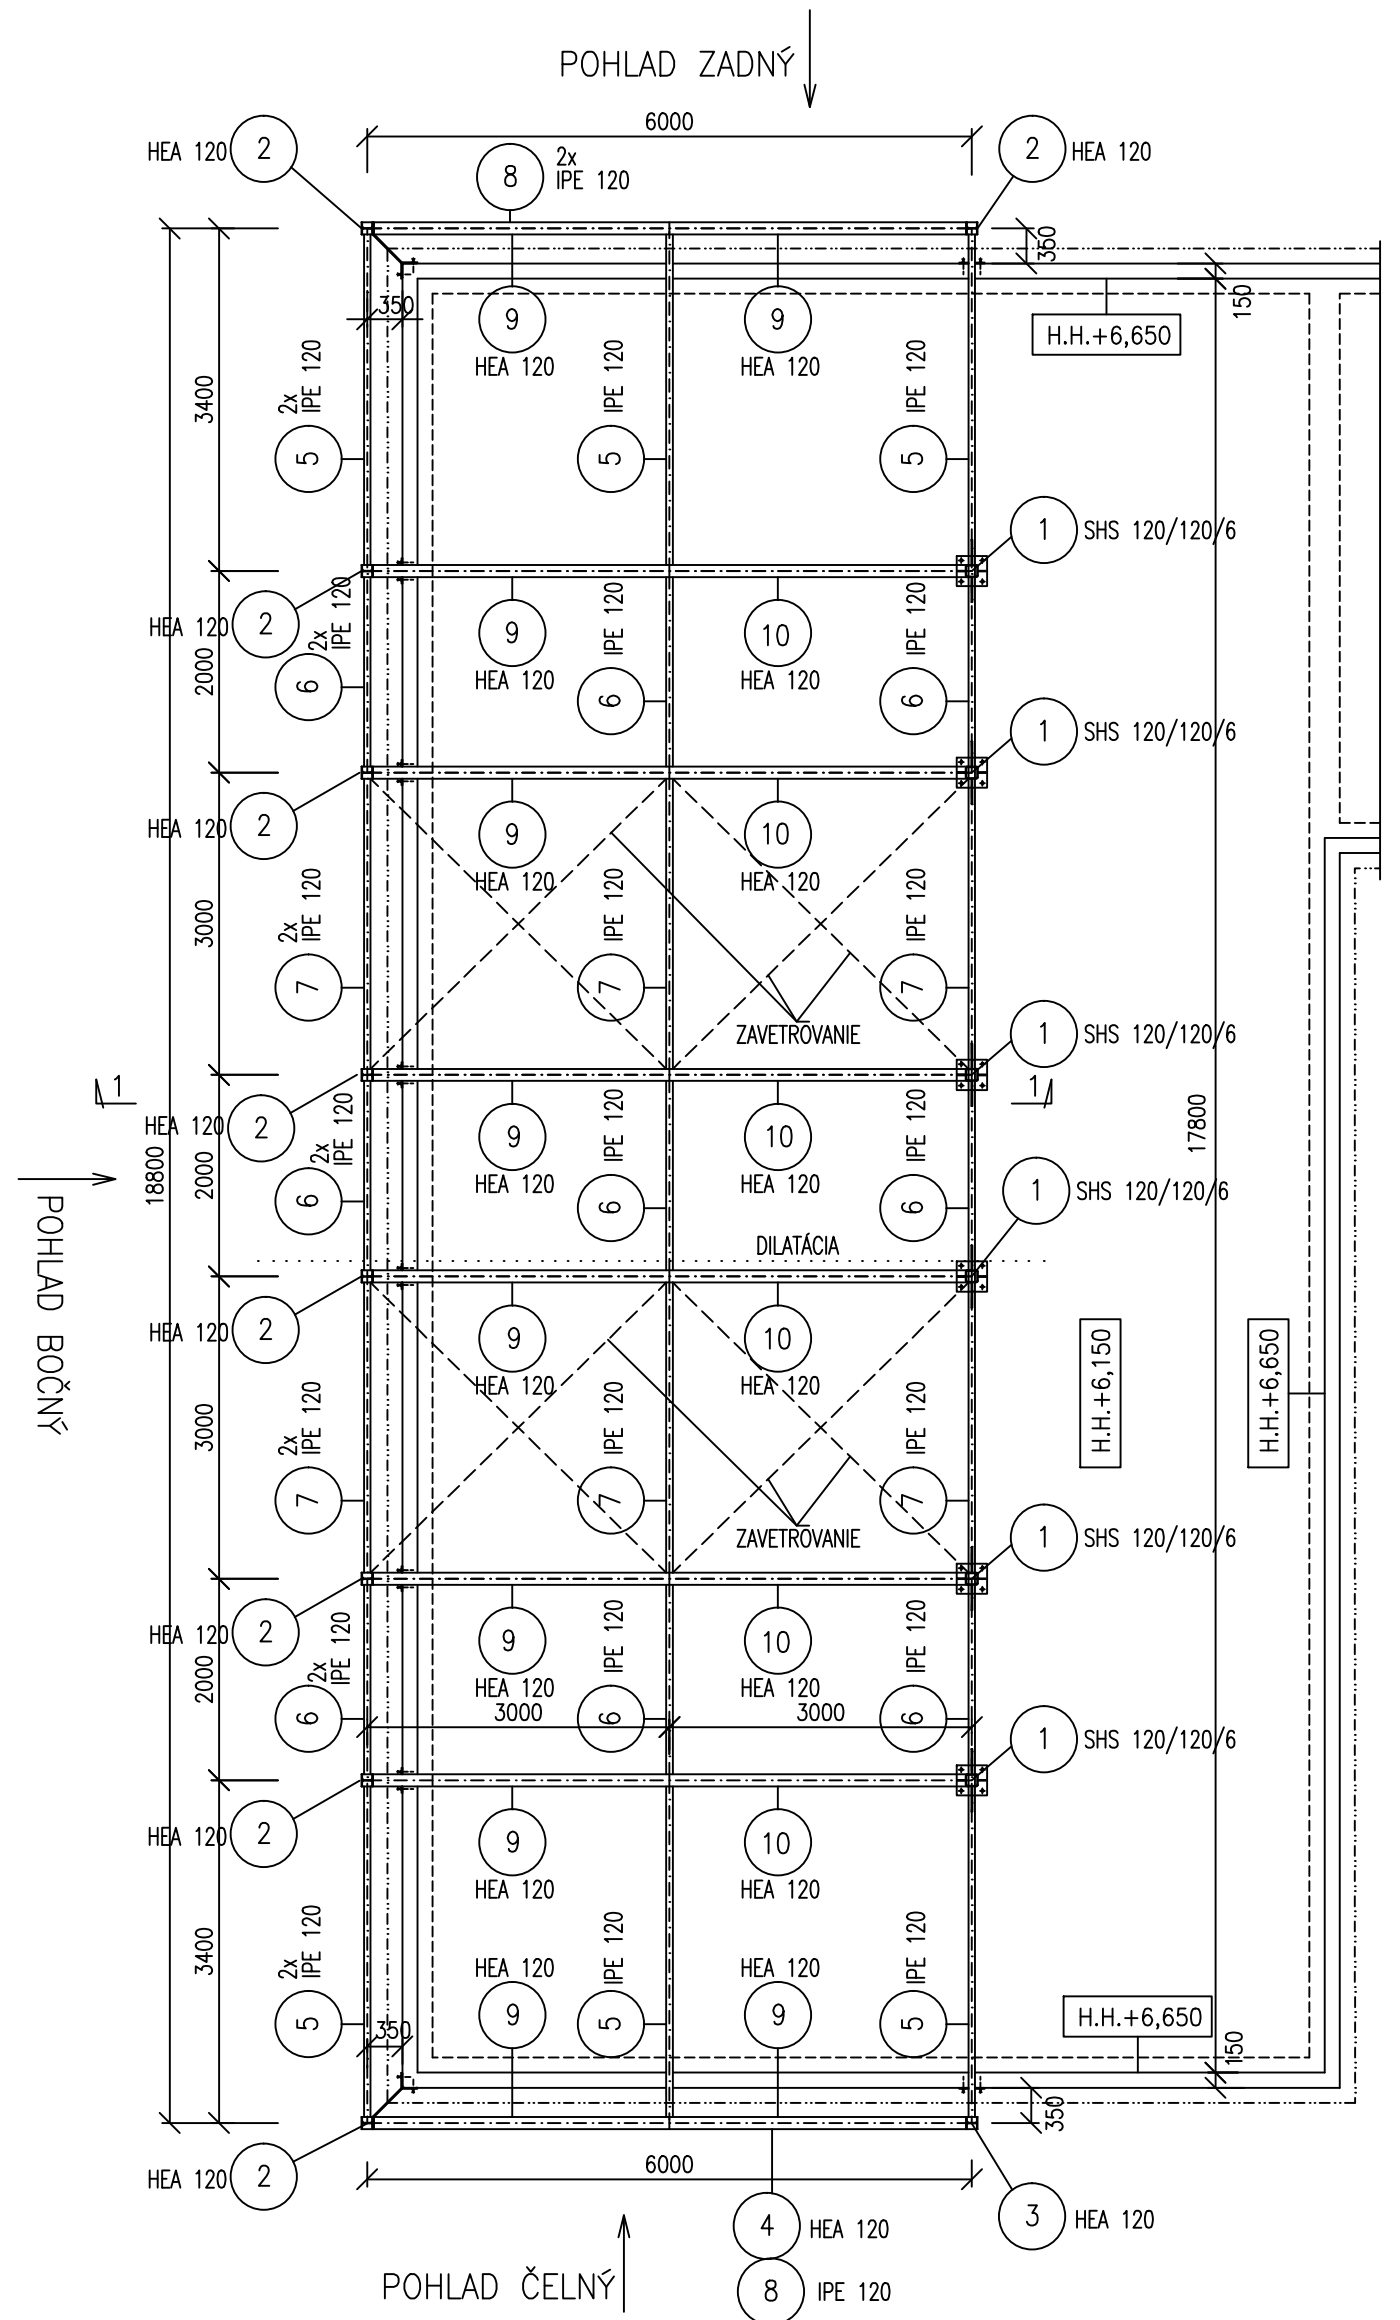 POHLAD ZADNÝ
6000
HEA 120
2
8
2x
IPE 120
2
HEA 120
350
350
150
9
HEA 120
9
HEA 120
H.H.+6,650
3400
2x
IPE 120
5
IPE 120
5
IPE 120
5
1
SHS 120/120/6
HEA 120
2
9
HEA 120
10
HEA 120
2000
2x
IPE 120
6
IPE 120
6
IPE 120
6
1
SHS 120/120/6
HEA 120
2
9
HEA 120
10
HEA 120
3000
2x
IPE 120
7
IPE 120
7
IPE 120
7
ZAVETROVANIE
1
SHS 120/120/6
1
1
HEA 120
2
9
HEA 120
10
HEA 120
17800
18800
2000
2x
IPE 120
6
IPE 120
6
IPE 120
6
1
SHS 120/120/6
POHLAD BOČNÝ
DILATÁCIA
HEA 120
2
9
HEA 120
10
HEA 120
H.H.+6,150
H.H.+6,650
3000
2x
IPE 120
7
IPE 120
7
IPE 120
7
ZAVETROVANIE
1
SHS 120/120/6
HEA 120
2
9
HEA 120
10
HEA 120
2000
2x
IPE 120
6
IPE 120
6
IPE 120
6
3000
3000
1
SHS 120/120/6
HEA 120
2
9
HEA 120
10
HEA 120
3400
2x
IPE 120
5
HEA 120
9
IPE 120
5
HEA 120
9
IPE 120
5
H.H.+6,650
350
150
350
HEA 120
2
6000
4
HEA 120
3
HEA 120
8
IPE 120
POHLAD ČELNÝ